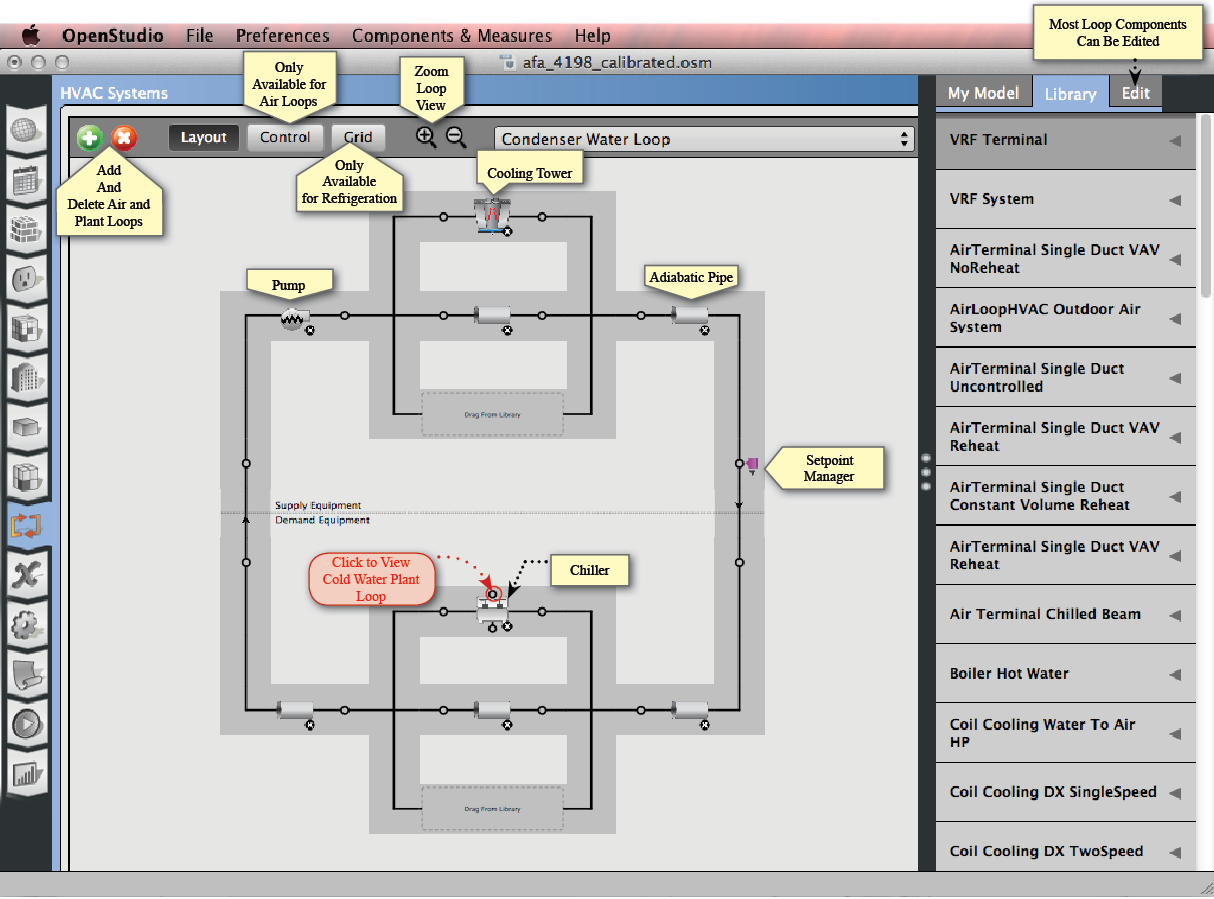 OpenStudio File Preferences Components & Measures Help
Most Loop Components
Can Be Edited
afa_4198_calibrated.osm
HVAC Systems
Only
Available for
Air Loops
Zoom
Loop
View
My Model Library Edit
Layout Control Grid
Condenser Water Loop
Add
And
Delete Air and
Plant Loops
Only
Available
for Refrigeration
Cooling Tower
Pump
Adiabatic Pipe
Drag From Library
Setpoint
Manager
Supply Equipment
Demand Equipment
Click to View
Cold Water Plant
Loop
Chiller
Drag From Library
VRF Terminal
VRF System
AirTerminal Single Duct VAV
NoReheat
AirLoopHVAC Outdoor Air
System
AirTerminal Single Duct
Uncontrolled
AirTerminal Single Duct VAV
Reheat
AirTerminal Single Duct
Constant Volume Reheat
AirTerminal Single Duct VAV
Reheat
Air Terminal Chilled Beam
Boiler Hot Water
Coil Cooling Water To Air
HP
Coil Cooling DX SingleSpeed
Coil Cooling DX TwoSpeed